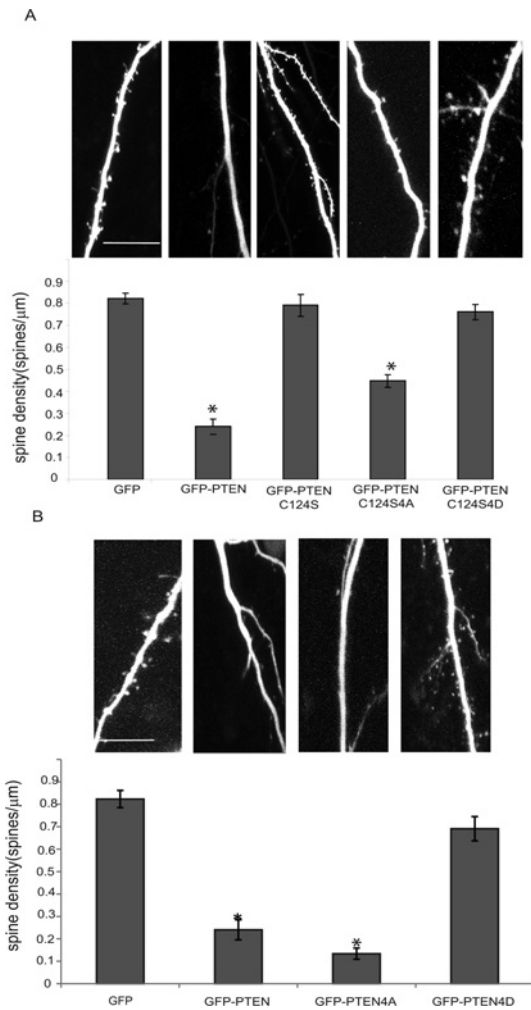 A
spine density(spines/μm)
0.9
0.8
0.7
0.6
0.5
0.4
0.3
0.2
0.1
0
*
*
GFP
GFP-PTEN
GFP-PTEN
C124S
GFP-PTEN
C124S4A
GFP-PTEN
C124S4D
B
spine density(spines/μm)
0.9
0.8
0.7
0.6
0.5
0.4
0.3
0.2
0.1
0
*
*
GFP
GFP-PTEN
GFP-PTEN4A
GFP-PTEN4D